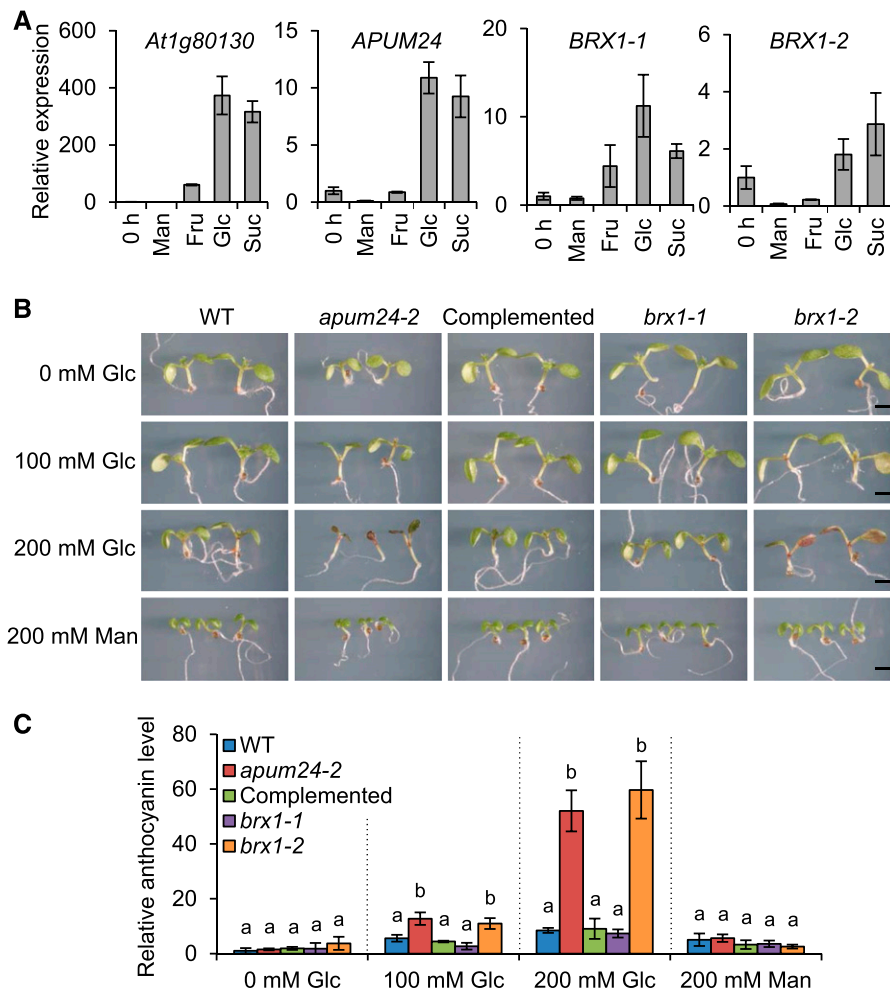 A
Relative expression
At1g80130
600
400
200
0
0 h
Man
Fru
Glc
Suc
APUM24
15
10
5
0
0 h
Man
Fru
Glc
Suc
BRX1-1
20
10
0
0 h
Man
Fru
Glc
Suc
BRX1-2
6
4
2
0
0 h
Man
Fru
Glc
Suc
B
WT apum24-2 Complemented brx1-1 brx1-2
0 mM Glc
100 mM Glc
200 mM Glc
200 mM Man
C
Relative anthocyanin level
80
60
40
20
0
WT
apum24-2
Complemented
brx1-1
brx1-2
a a a a a
a b a a b
a b a a b
a a a a a
0 mM Glc 100 mM Glc 200 mM Glc 200 mM Man